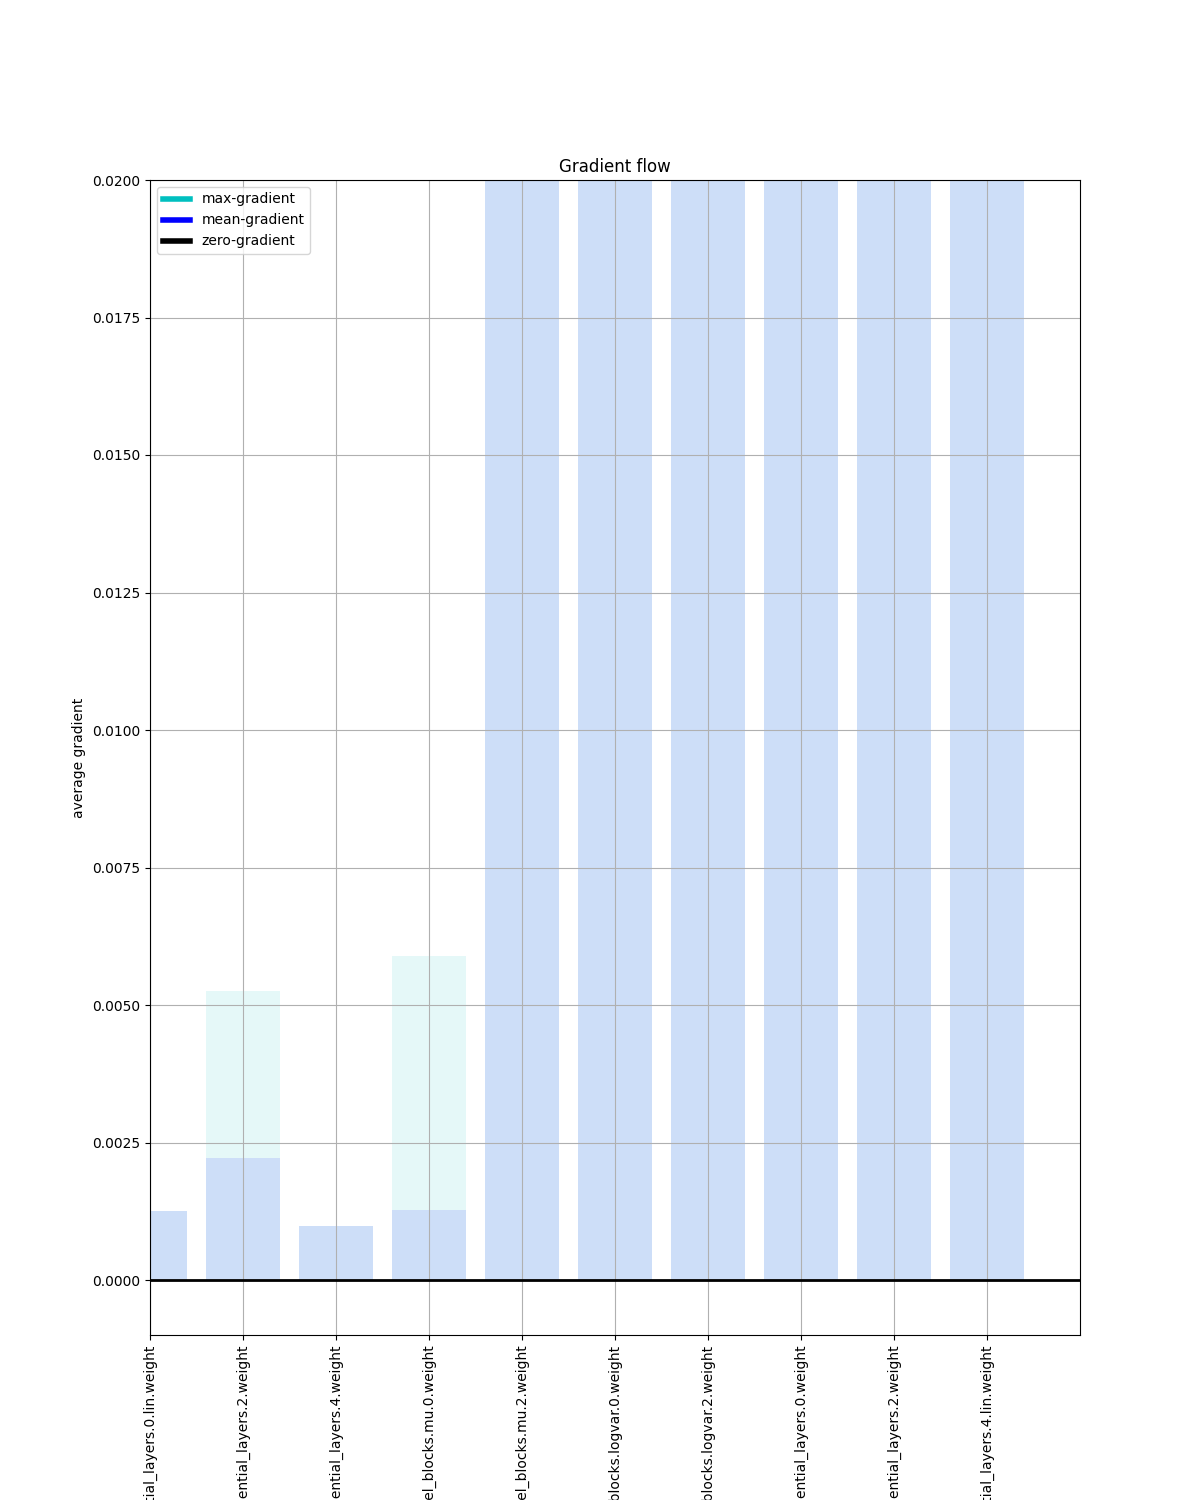 Gradient flow
max-gradient
mean-gradient
zero-gradient
0.0200
0.0175
0.0150
0.0125
0.0100
0.0075
0.0050
0.0025
0.0000
average gradient
tial_layers.0.lin.weight
ential_layers.2.weight
ential_layers.4.weight
el_blocks.mu.0.weight
el_blocks.mu.2.weight
blocks.logvar.0.weight
blocks.logvar.2.weight
ential_layers.0.weight
ential_layers.2.weight
tial_layers.4.lin.weight